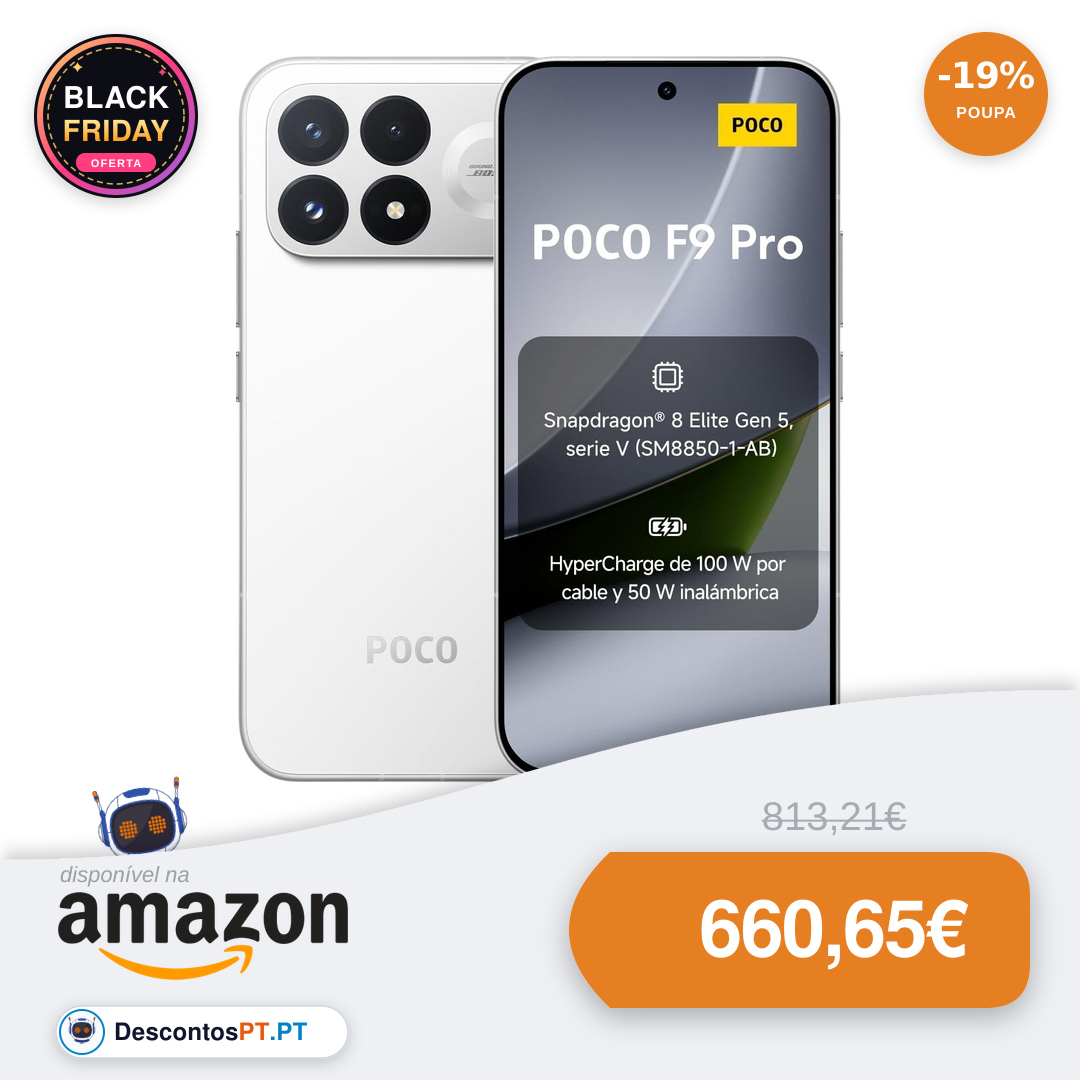 BLACK
FRIDAY
OFERTA
-19%
POUPA
POCO
POCO F9 Pro
Snapdragon® 8 Elite Gen 5,
serie V (SM8850-1-AB)
HyperCharge de 100 W por
cable y 50 W inalámbrica
POCO
813,21€
660,65€
disponível na
amazon
DescontosPT.PT